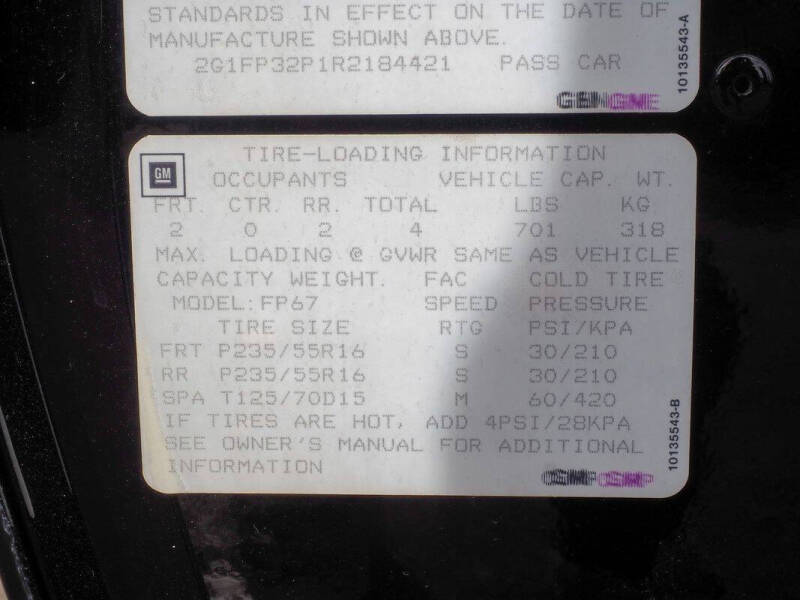 STANDARDS IN EFFECT ON THE DATE OF
MANUFACTURE SHOWN ABOVE.
2G1FP32P1R2184421 PASS CAR
10135543-A
GM
TIRE-LOADING INFORMATION
OCCUPANTS VEHICLE CAP. WT.
FRT. CTR. RR. TOTAL LBS KG
2 0 2 4 701 318
MAX. LOADING @ GVWR SAME AS VEHICLE
CAPACITY WEIGHT. FAC COLD TIRE
MODEL:FP67 SPEED PRESSURE
TIRE SIZE RTG PSI/KPA
FRT P235/55R16 S 30/210
RR P235/55R16 S 30/210
SPA T125/70D15 M 60/420
IF TIRES ARE HOT, ADD 4PSI/28KPA
SEE OWNER'S MANUAL FOR ADDITIONAL
INFORMATION
10135543-B